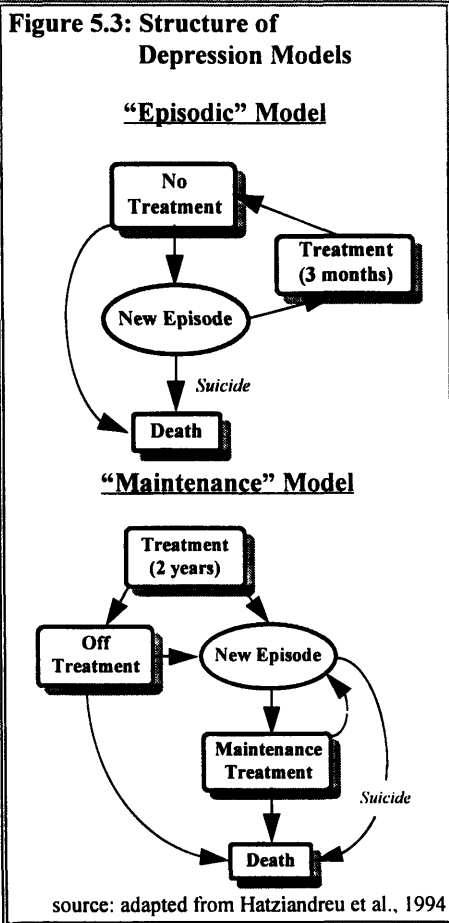 Figure 5.3: Structure of
Depression Models
“Episodic” Model
No
Treatment
Treatment
(3 months)
New Episode
Suicide
Death
“Maintenance” Model
Treatment
(2 years)
Off
Treatment
New Episode
Maintenance
Treatment
Suicide
Death
source: adapted from Hatziandreu et al., 1994